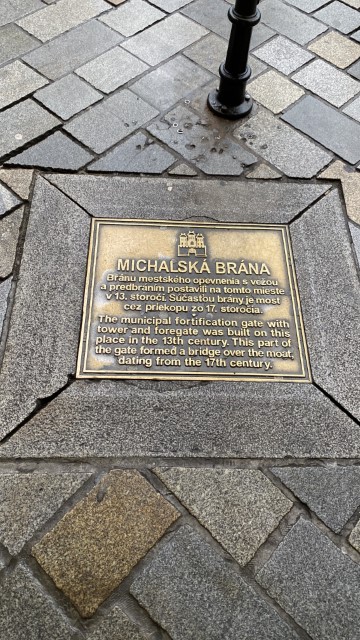 MICHALSKÁ BRÁNA
Bránu mestského opevnenia s vežou
a predbránim postavili na tomto mieste
v 13. storočí. Súčasťou brány je most
cez priekopu zo 17. storočia.
The municipal fortification gate with
tower and foregate was built on this
place in the 13th century. This part of
the gate formed a bridge over the moat,
dating from the 17th century.